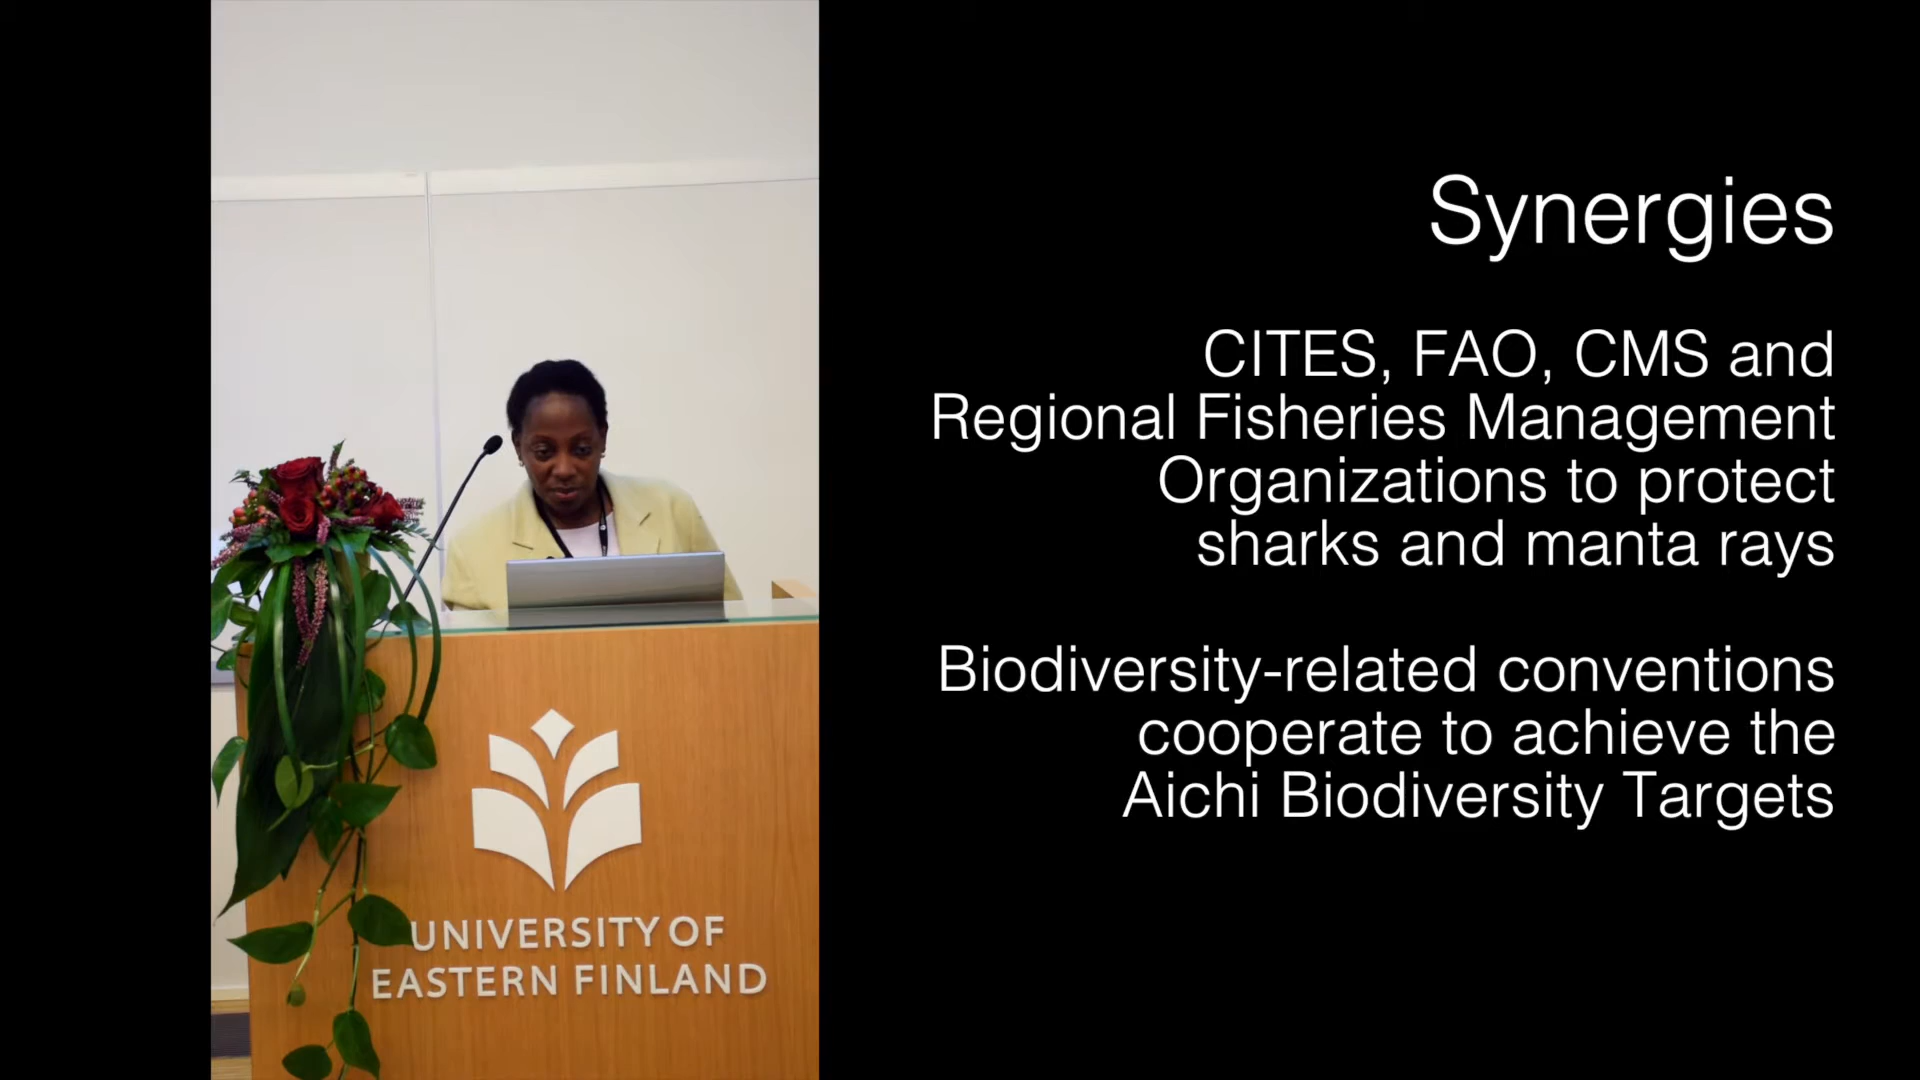 Synergies
CITES, FAO, CMS and
Regional Fisheries Management
Organizations to protect
sharks and manta rays
Biodiversity-related conventions
cooperate to achieve the
Aichi Biodiversity Targets
UNIVERSITY OF
EASTERN FINLAND